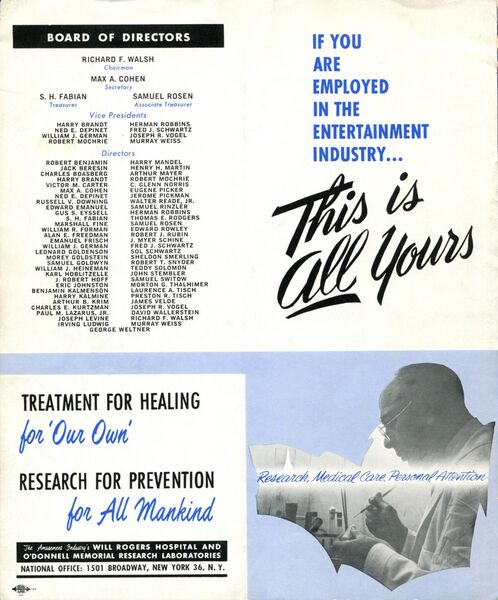 BOARD OF DIRECTORS
RICHARD F. WALSH
Chairman
MAX A. COHEN
Secretary
S. H. FABIAN SAMUEL ROSEN
Treasurer Associate Treasurer
Vice Presidents
HARRY BRANDT HERMAN ROBBINS
NED E. DEPINET FRED J. SCHWARTZ
WILLIAM J. GERMAN JOSEPH R. VOGEL
ROBERT MOCHRIE MURRAY WEISS
Directors
ROBERT BENJAMIN HARRY MANDEL
JACK BERESIN HENRY H. MARTIN
CHARLES BOASBERG ARTHUR MAYER
HARRY BRANDT ROBERT MOCHRIE
VICTOR M. CARTER C. GLENN NORRIS
MAX A. COHEN EUGENE PICKER
NED E. DEPINET JEROME PICKMAN
RUSSELL V. DOWNING WALTER READE, JR.
EDWARD EMANUEL SAMUEL RINZLER
GUS S. EYSSELL HERMAN ROBBINS
S. H. FABIAN THOMAS E. RODGERS
MARSHALL FINE SAMUEL ROSEN
WILLIAM R. FORMAN EDWARD ROWLEY
ALAN E. FREEDMAN ROBERT J. RUBIN
EMANUEL FRISCH J. MYER SCHINE
WILLIAM J. GERMAN FRED J. SCHWARTZ
LEONARD GOLDENSON SOL SCHWARTZ
MOREY GOLDSTEIN SHELDON SMERLING
SAMUEL GOLDWYN ROBERT T. SNYDER
WILLIAM J. HEINEMAN TEDDY SOLOMON
KARL HOBLITZELLE JOHN STEMBLER
J. ROBERT HOFF SAMUEL SWITOW
ERIC JOHNSTON MORTON G. THALHIMER
BENJAMIN KALMENSON LAURENCE A. TISCH
HARRY KALMINE PRESTON R. TISCH
ARTHUR B. KRIM JAMES VELDE
CHARLES E. KURTZMAN JOSEPH R. VOGEL
PAUL M. LAZARUS, JR. DAVID WALLERSTEIN
JOSEPH LEVINE RICHARD F. WALSH
IRVING LUDWIG MURRAY WEISS
GEORGE WELTNER
IF YOU
ARE
EMPLOYED
IN THE
ENTERTAINMENT
INDUSTRY...
This is
All Yours
TREATMENT FOR HEALING
for 'Our Own'
RESEARCH FOR PREVENTION
for All Mankind
The Amusement Industry's WILL ROGERS HOSPITAL AND
O'DONNELL MEMORIAL RESEARCH LABORATORIES
NATIONAL OFFICE: 1501 BROADWAY, NEW YORK 36, N. Y.
Research, Medical Care, Personal Attention